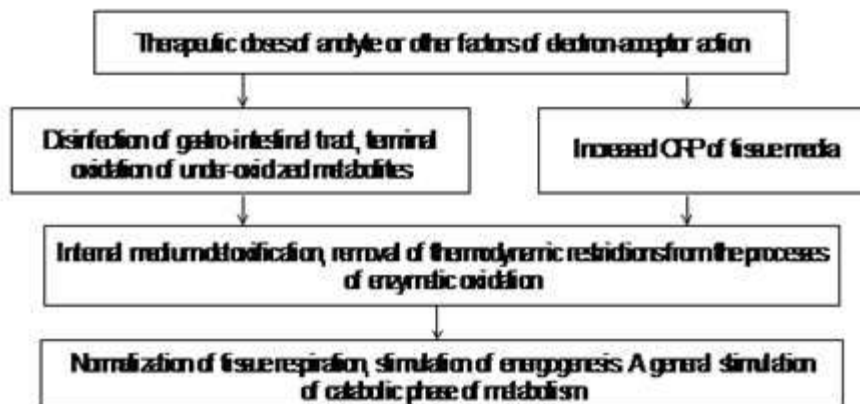 Therapeutic doses of anolyte or other factors of electron-acceptor action
Disinfection of gastro-intestinal tract, terminal
oxidation of under-oxidized metabolites
Increased ORP of tissue media
Internal medium detoxification, removal of thermodynamic restrictions from the processes
of enzymatic oxidation
Normalization of tissue respiration, stimulation of energogenesis. A general stimulation
of catabolic phase of metabolism